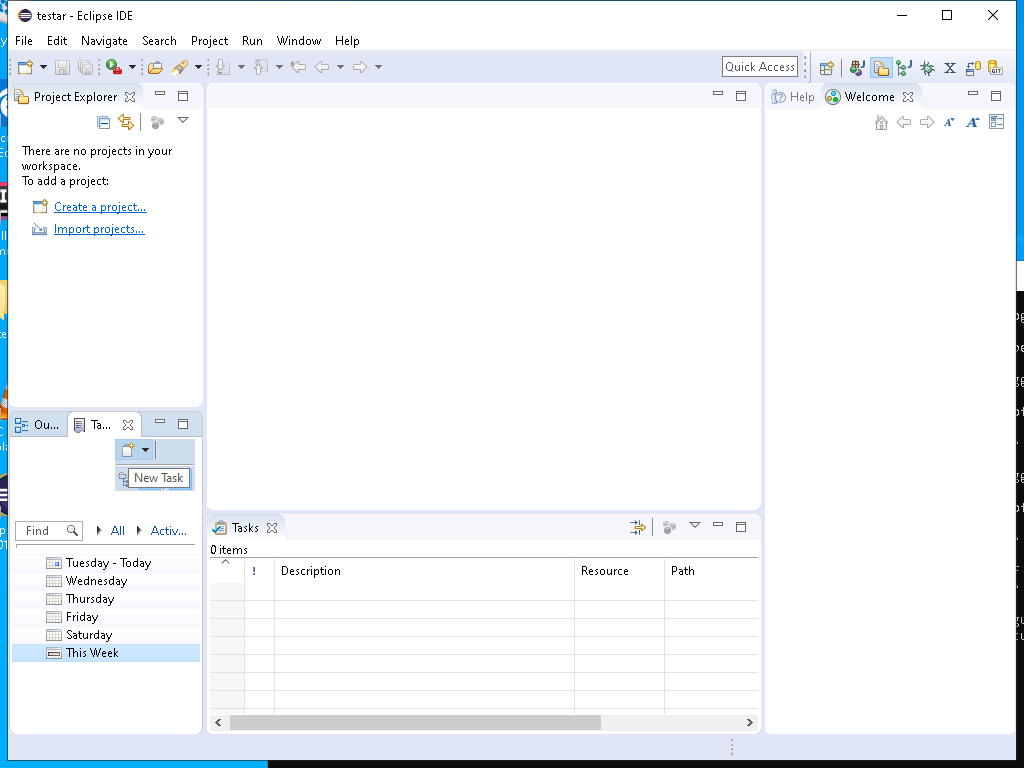 testar - Eclipse IDE
File Edit Navigate Search Project Run Window Help
Quick Access
Project Explorer
Help Welcome
There are no projects in your
workspace.
To add a project:
Create a project...
Import projects...
Ou... Ta...
New Task
Find All Activ...
Tuesday - Today
Wednesday
Thursday
Friday
Saturday
This Week
Tasks
0 items
! Description Resource Path